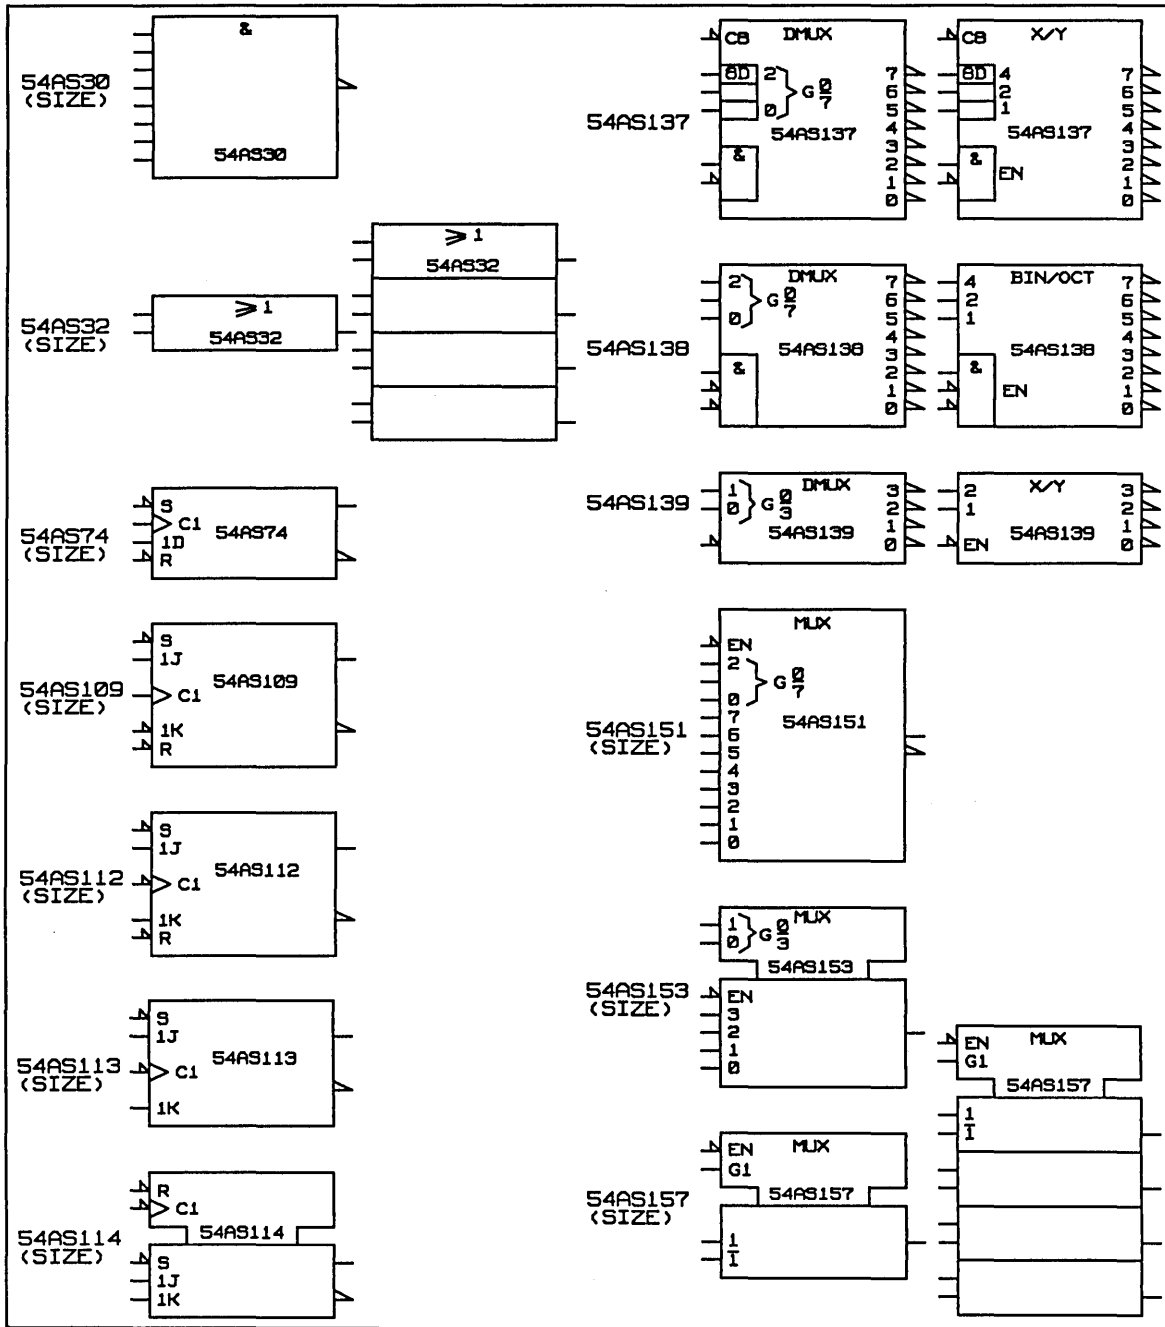 &
54AS30
(SIZE)
54AS30
≥ 1
54AS32
54AS32
(SIZE)
≥ 1
54AS32
54AS74
(SIZE)
S
C1
1D
R
54AS74
54AS109
(SIZE)
S
1J
C1
1K
R
54AS109
54AS112
(SIZE)
S
1J
C1
1K
R
54AS112
54AS113
(SIZE)
S
1J
C1
1K
54AS113
54AS114
(SIZE)
R
C1
54AS114
S
1J
1K
54AS137
C8 DMUX
8D 2 7
G 0/7 6
0 5
54AS137 4
3
& 2
1
0
C8 X/Y
8D 4 7
2 6
1 5
54AS137 4
3
& 2
EN 1
0
54AS138
DMUX
2 7
G 0/7 6
0 5
4
54AS138 3
& 2
1
0
BIN/OCT
4 7
2 6
1 5
4
54AS138 3
& 2
EN 1
0
54AS139
DMUX
1 3
0 G 0/3 2
54AS139 1
0
X/Y
2 3
1 2
54AS139 1
EN 0
54AS151
(SIZE)
MUX
EN
2
G 0/7
0
7
54AS151
6
5
4
3
2
1
0
54AS153
(SIZE)
MUX
1
0 G 0/3
54AS153
EN
3
2
1
0
54AS157
(SIZE)
MUX
EN
G1
54AS157
1
1̅
MUX
EN
G1
54AS157
1
1̅